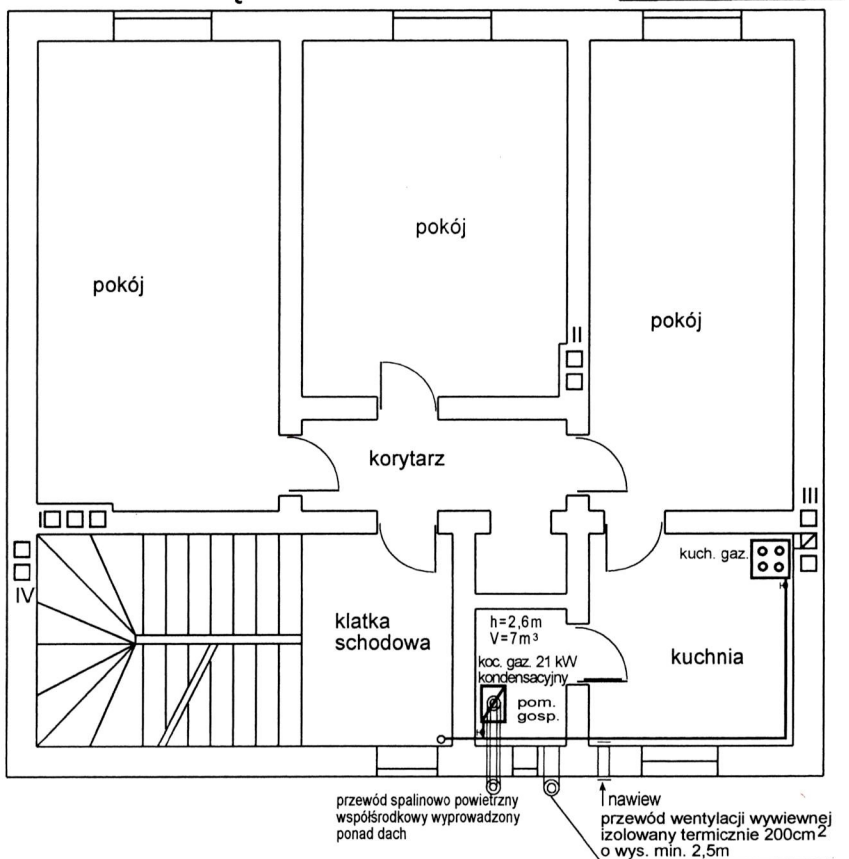 pokój
pokój
pokój
II
korytarz
III
I
IV
kuch. gaz.
klatka
schodowa
h=2,6m
V=7m³
koc. gaz. 21 kW
kondensacyjny
pom.
gosp.
kuchnia
przewód spalinowo powietrzny
współśrodkowy wyprowadzony
ponad dach
nawiew
przewód wentylacji wywiewnej
izolowany termicznie 200cm²
o wys. min. 2,5m